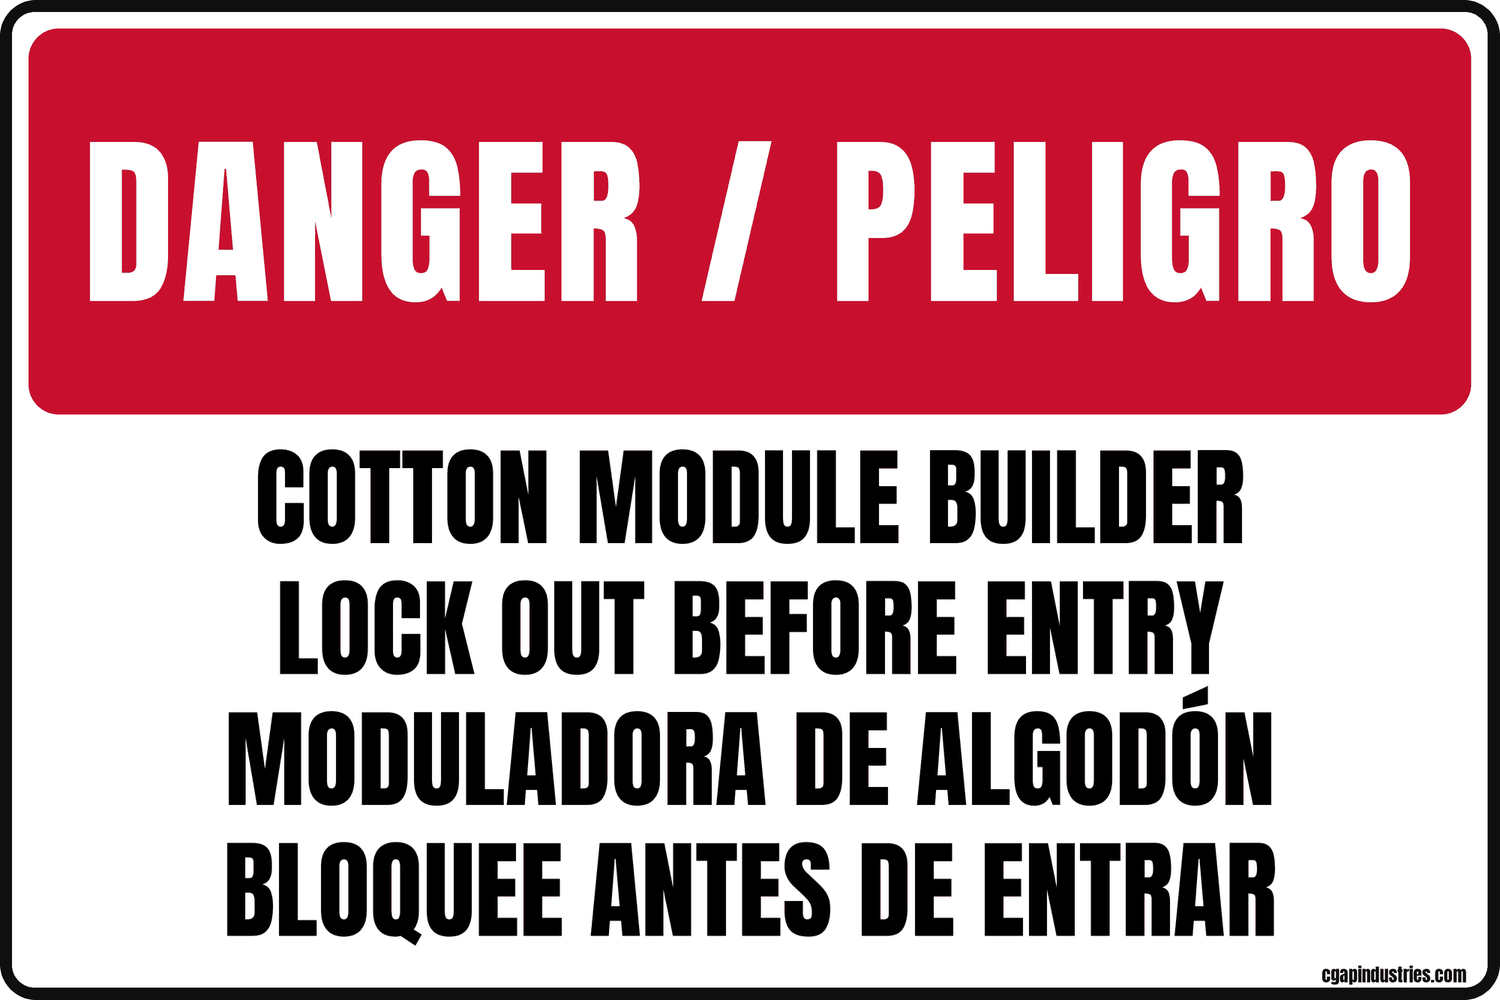 DANGER / PELIGRO
COTTON MODULE BUILDER
LOCK OUT BEFORE ENTRY
MODULADORA DE ALGODÓN
BLOQUEE ANTES DE ENTRAR
cgapindustries.com